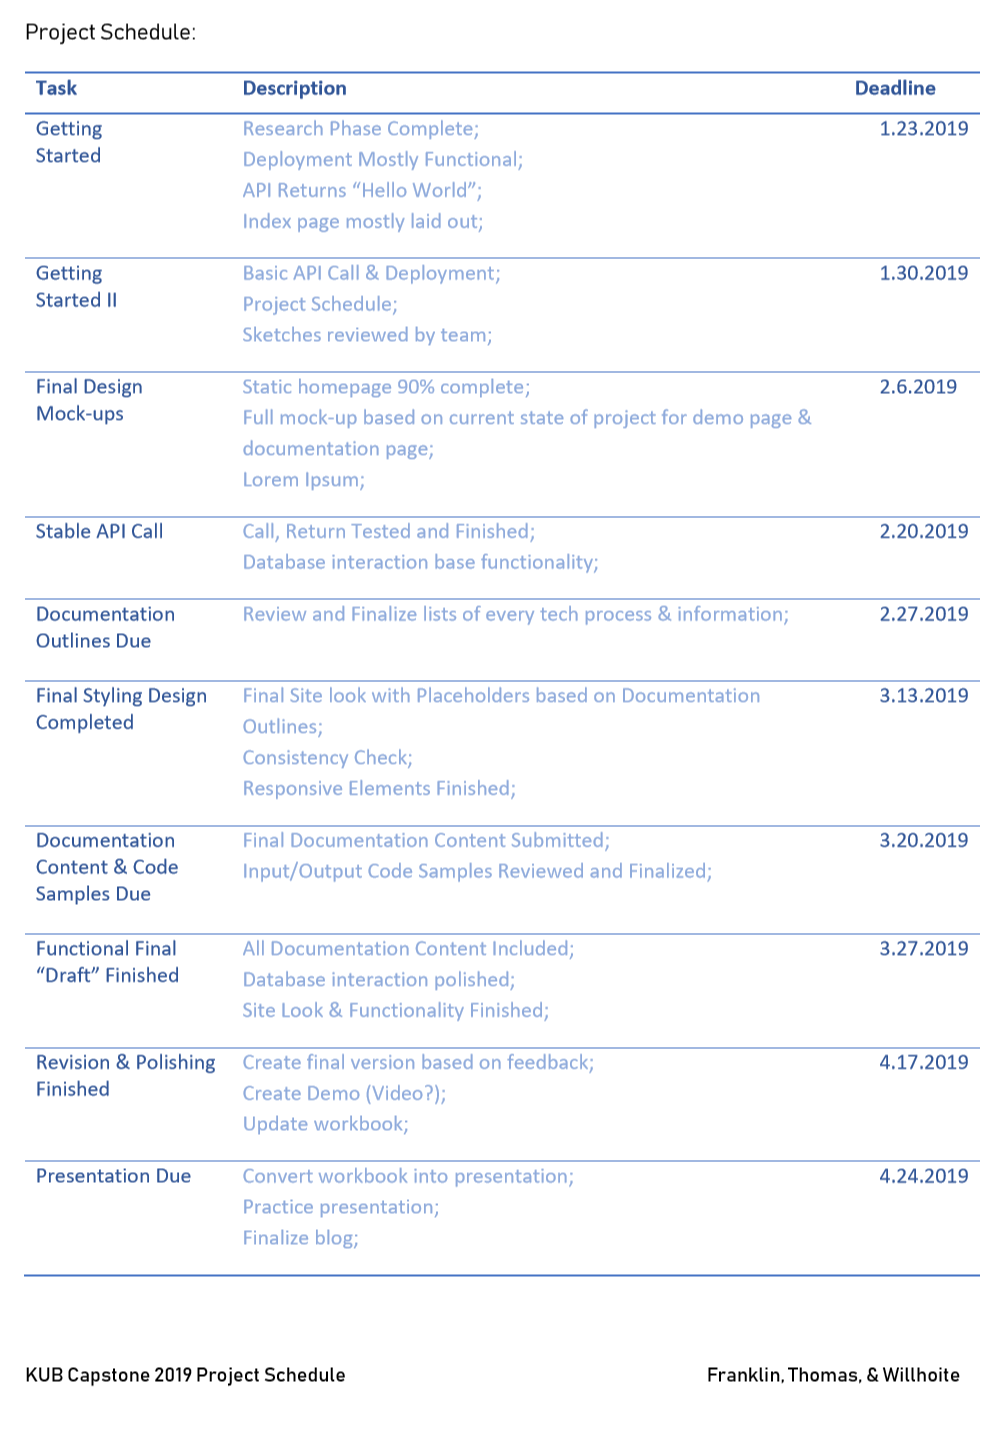 Project Schedule:
Task Description Deadline
Getting Research Phase Complete; 1.23.2019
Started
Deployment Mostly Functional;
API Returns “Hello World”;
Index page mostly laid out;
Getting Basic API Call & Deployment; 1.30.2019
Started II
Project Schedule;
Sketches reviewed by team;
Final Design Static homepage 90% complete; 2.6.2019
Mock-ups
Full mock-up based on current state of project for demo page &
documentation page;
Lorem Ipsum;
Stable API Call Call, Return Tested and Finished; 2.20.2019
Database interaction base functionality;
Documentation Review and Finalize lists of every tech process & information; 2.27.2019
Outlines Due
Final Styling Design Final Site look with Placeholders based on Documentation 3.13.2019
Completed
Outlines;
Consistency Check;
Responsive Elements Finished;
Documentation Final Documentation Content Submitted; 3.20.2019
Content & Code Input/Output Code Samples Reviewed and Finalized;
Samples Due
Functional Final All Documentation Content Included; 3.27.2019
“Draft” Finished Database interaction polished;
Site Look & Functionality Finished;
Revision & Polishing Create final version based on feedback; 4.17.2019
Finished Create Demo (Video?);
Update workbook;
Presentation Due Convert workbook into presentation; 4.24.2019
Practice presentation;
Finalize blog;
KUB Capstone 2019 Project Schedule Franklin, Thomas, & Willhoite